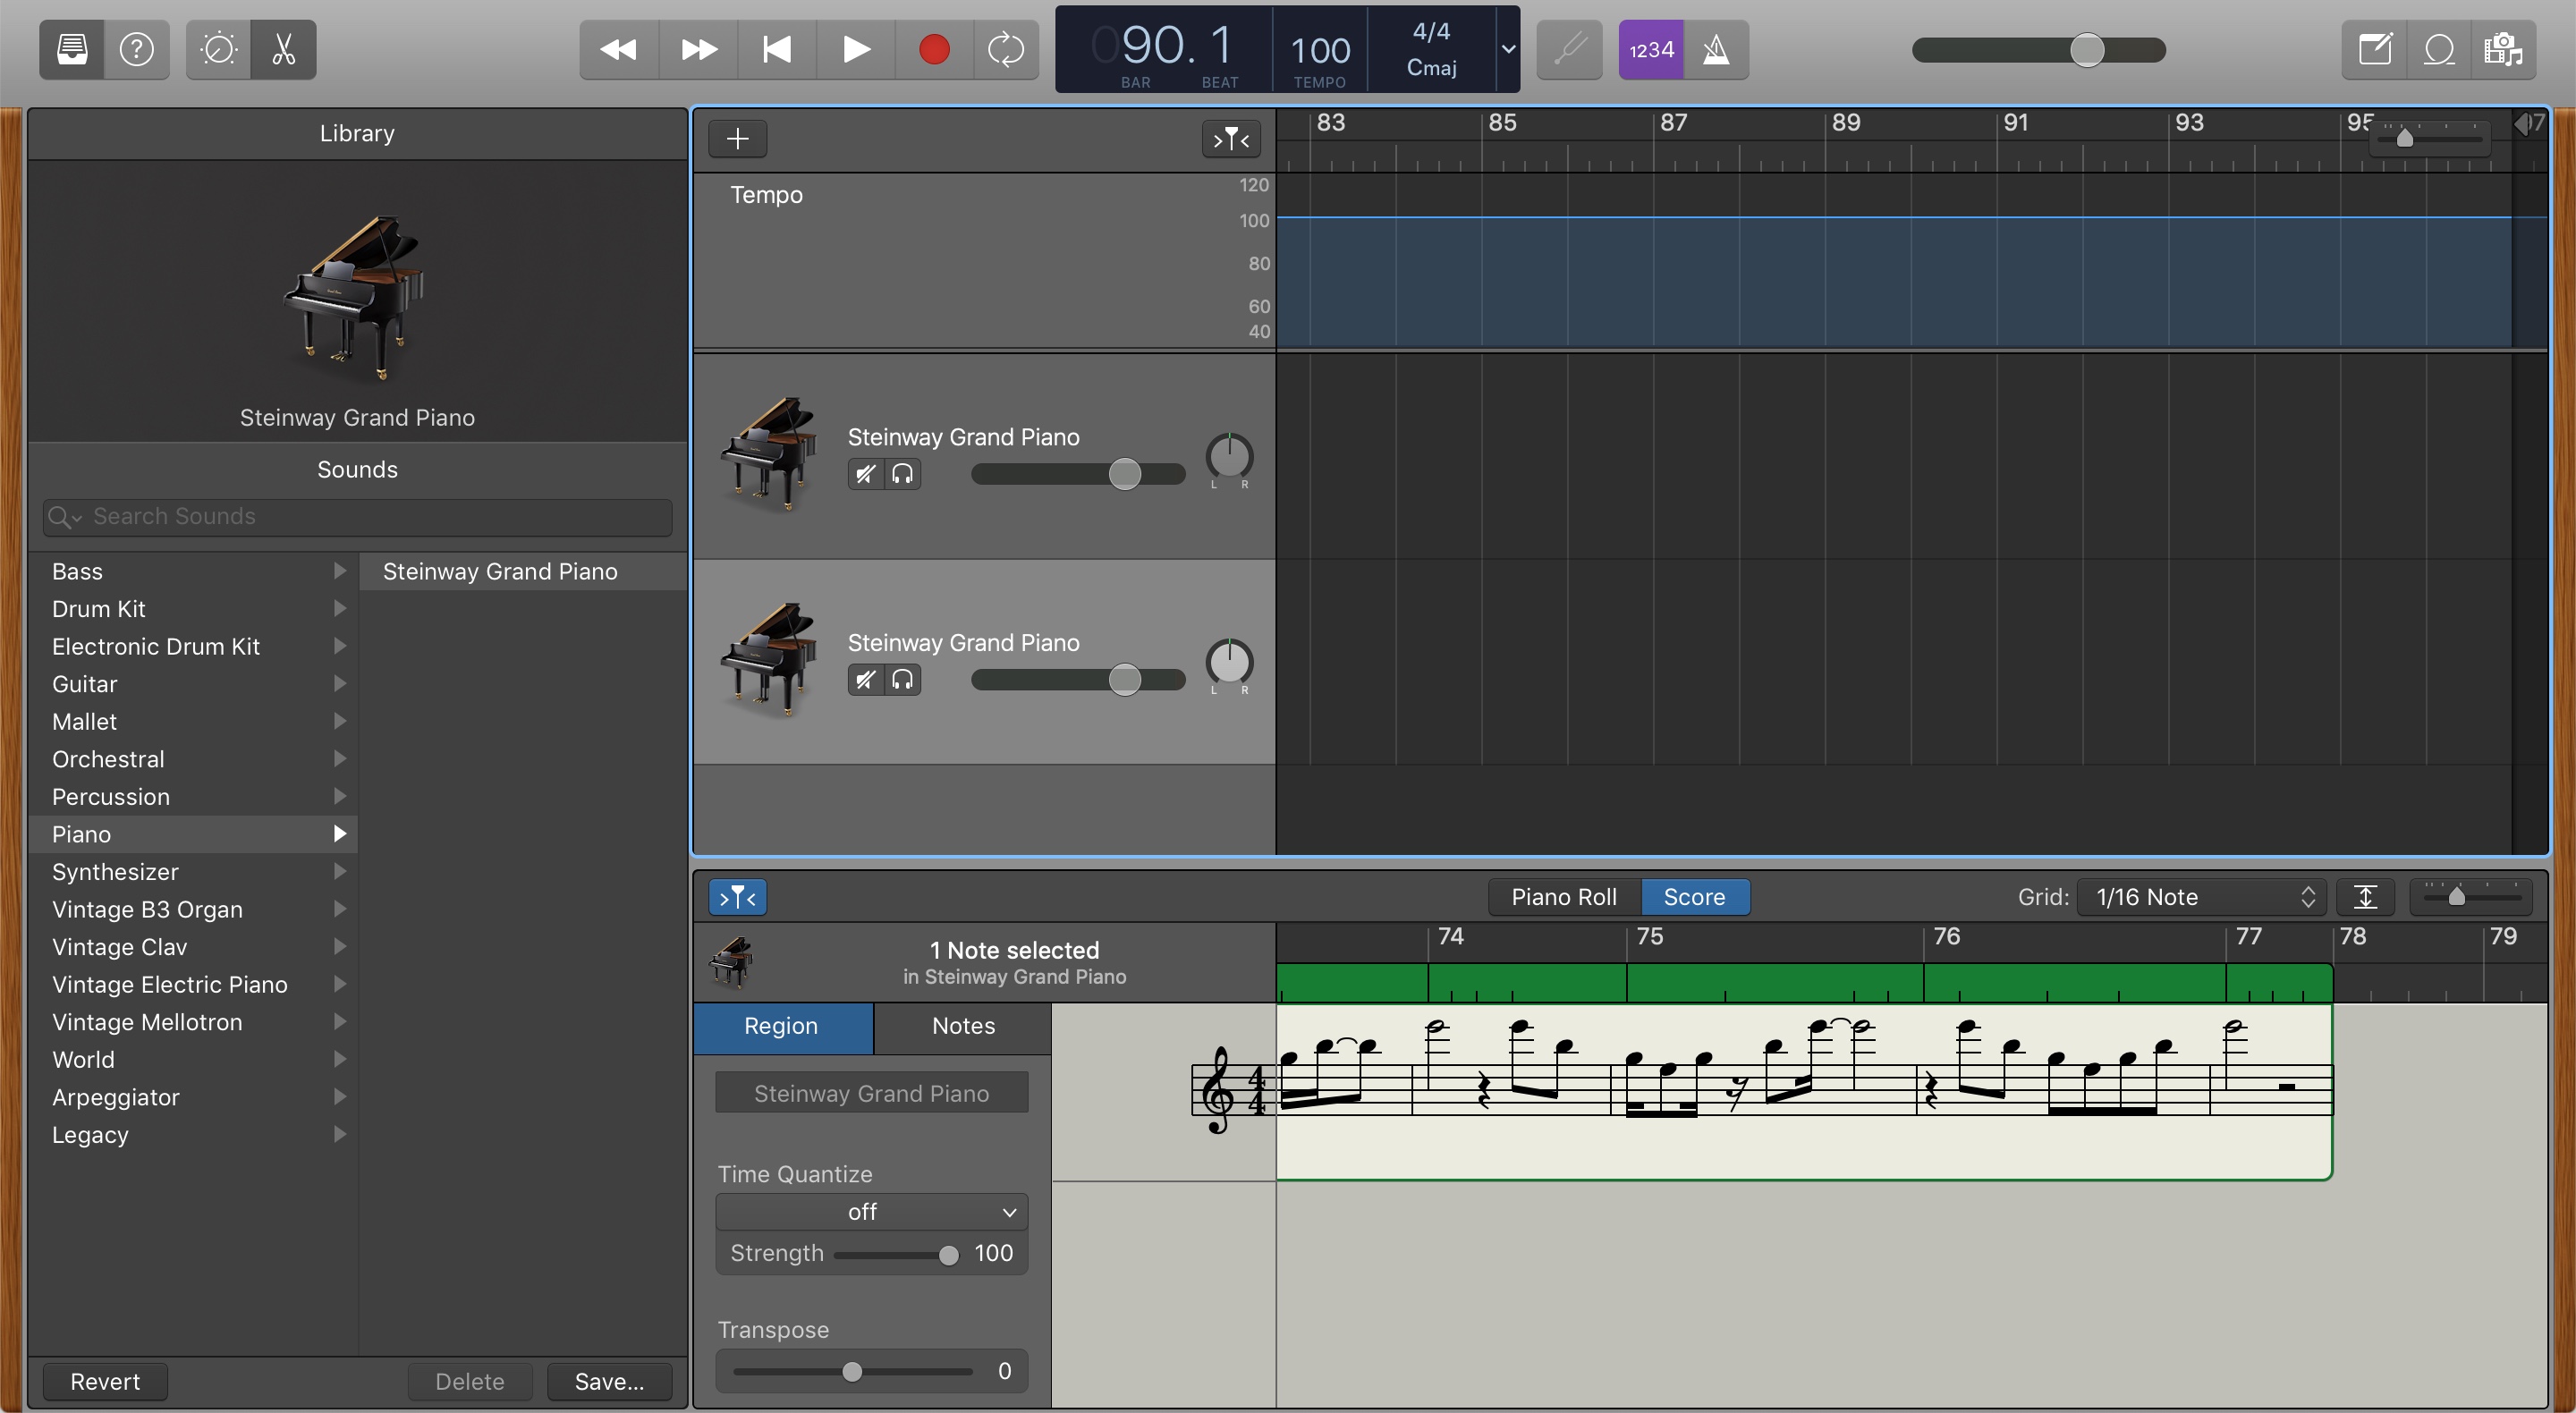 090. 1
BAR
BEAT
100
TEMPO
4/4
Cmaj
1234
Library
Steinway Grand Piano
Sounds
Search Sounds
Bass
Drum Kit
Electronic Drum Kit
Guitar
Mallet
Orchestral
Percussion
Piano
Synthesizer
Vintage B3 Organ
Vintage Clav
Vintage Electric Piano
Vintage Mellotron
World
Arpeggiator
Legacy
Steinway Grand Piano
Revert
Delete
Save...
83 85 87 89 91 93 95
Tempo
120
100
80
60
40
Steinway Grand Piano
L R
Steinway Grand Piano
L R
Piano Roll
Score
Grid: 1/16 Note
1 Note selected
in Steinway Grand Piano
74 75 76 77 78 79
Region
Notes
Steinway Grand Piano
Time Quantize
off
Strength 100
Transpose
0
4
4